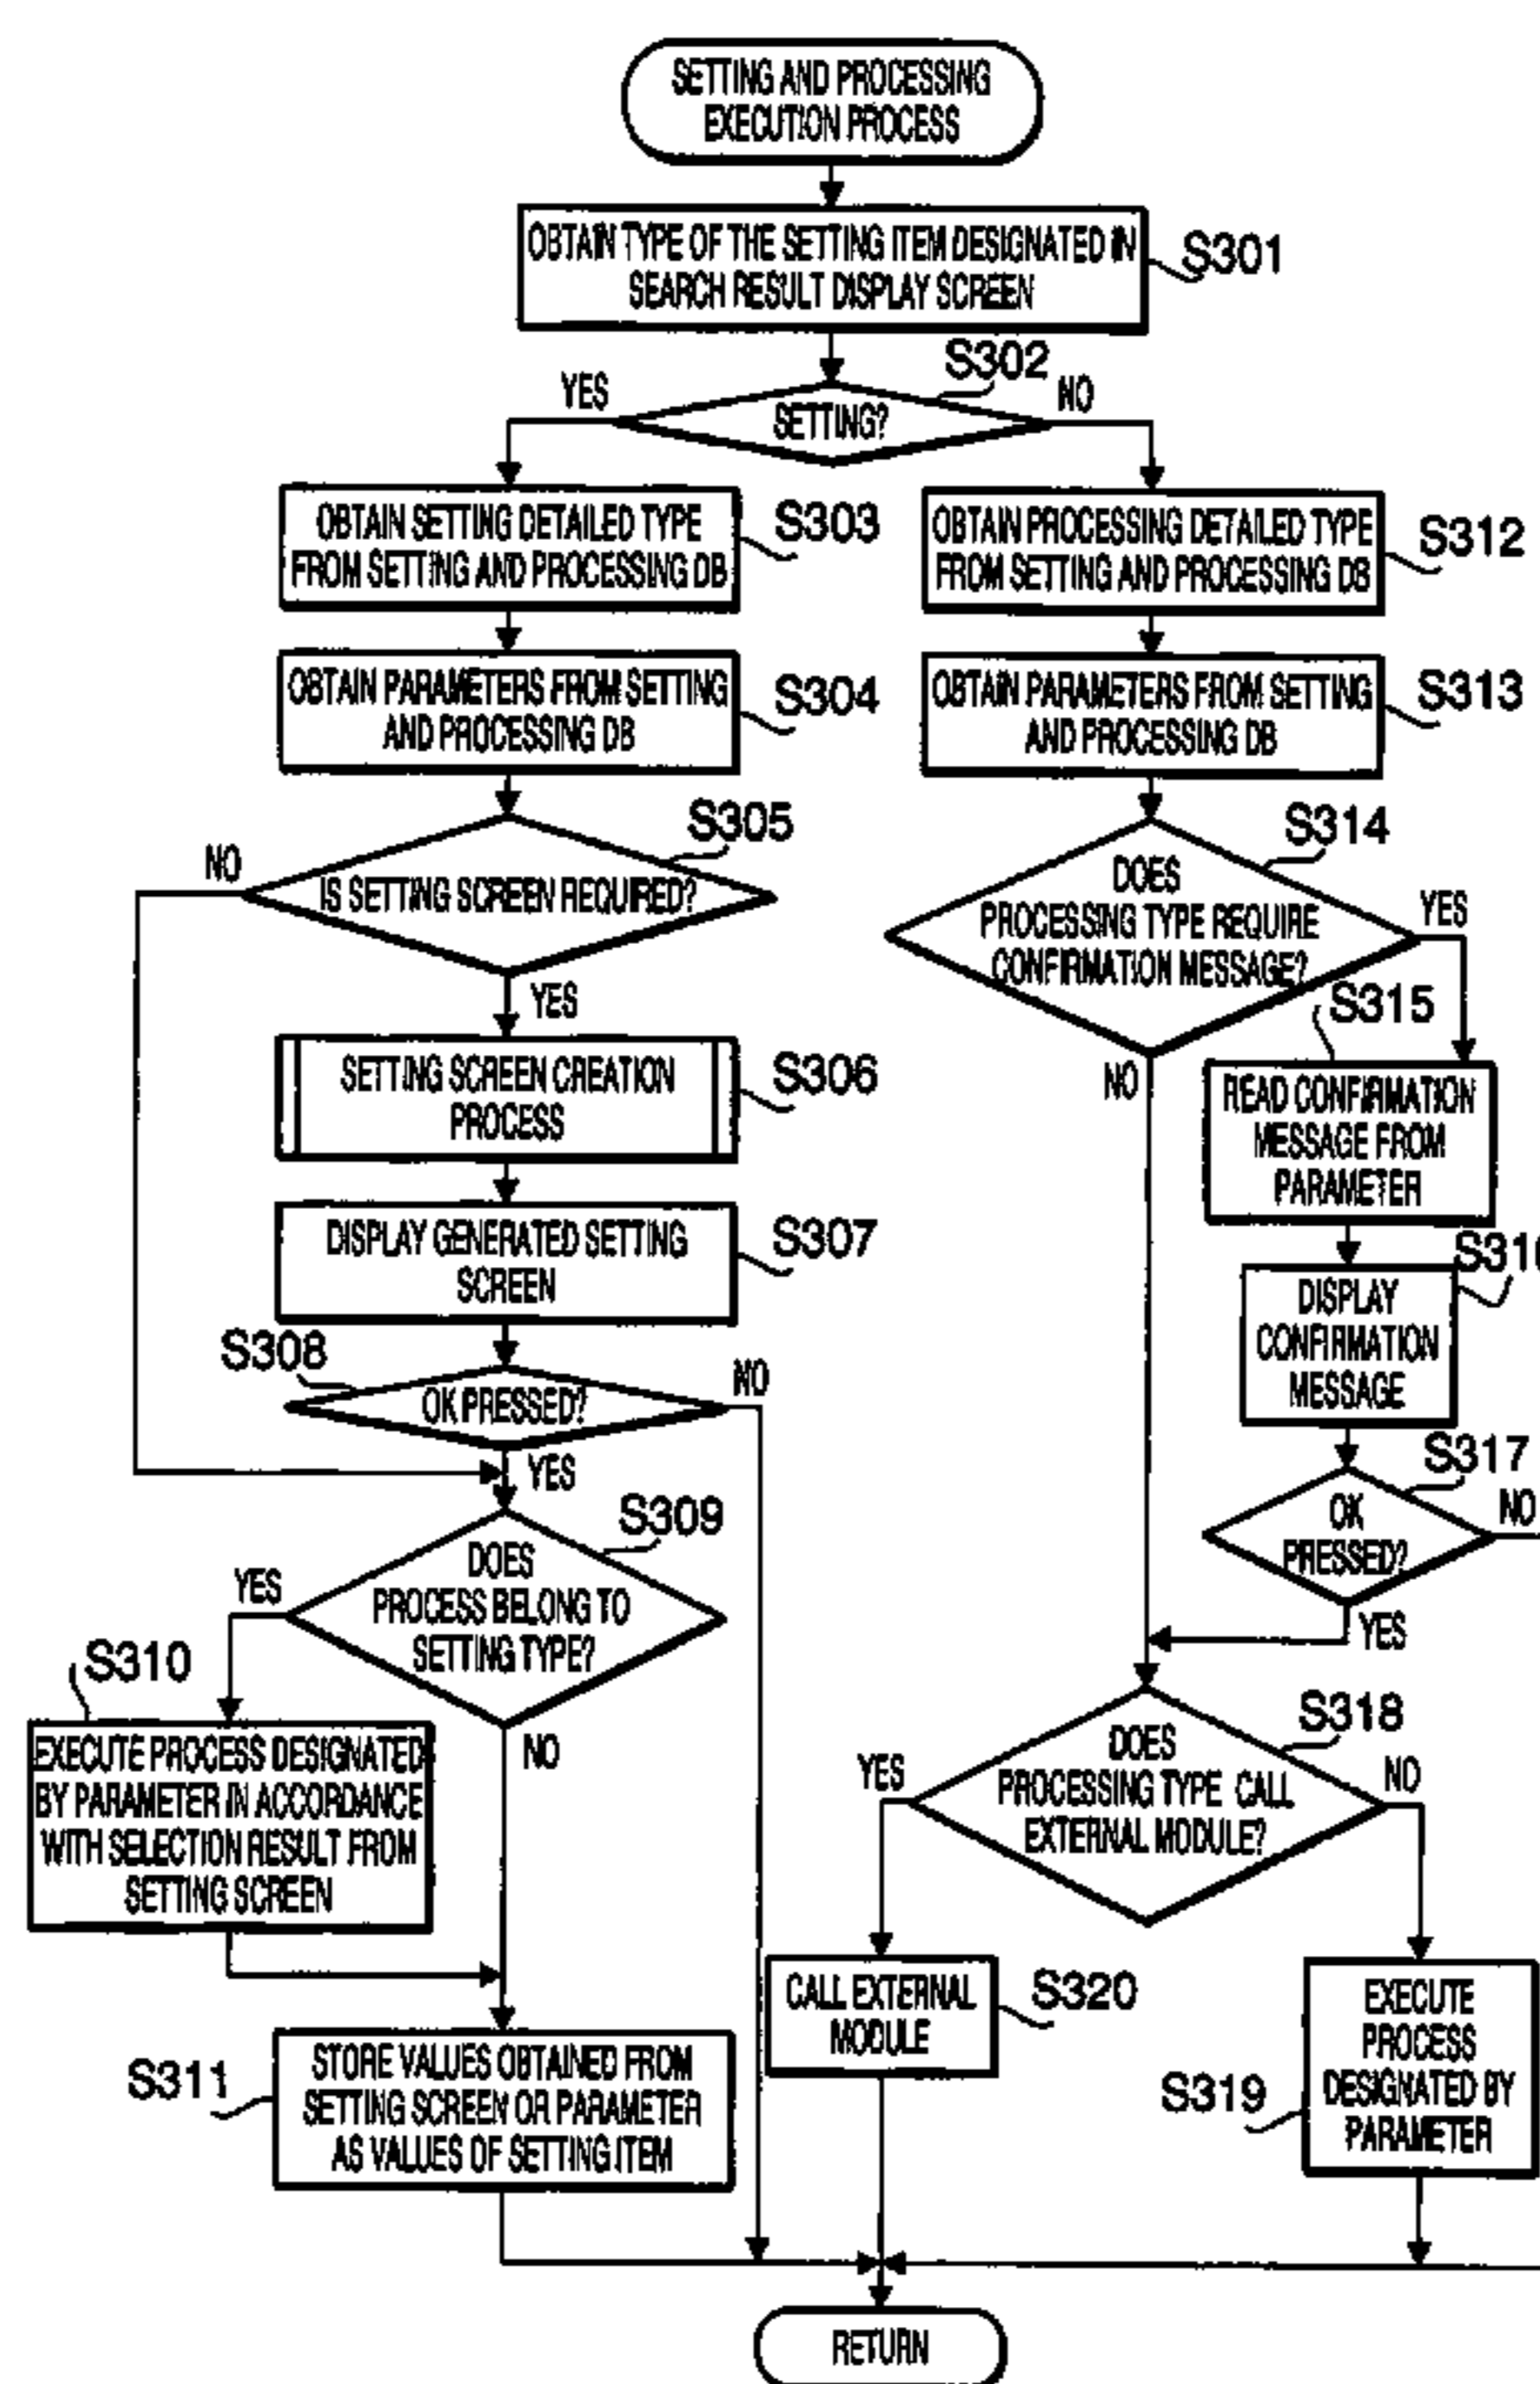 SETTING AND PROCESSING
EXECUTION PROCESS
OBTAIN TYPE OF THE SETTING ITEM DESIGNATED IN
SEARCH RESULT DISPLAY SCREEN
S301
S302
YES
SETTING?
NO
OBTAIN SETTING DETAILED TYPE
FROM SETTING AND PROCESSING DB
S303
OBTAIN PROCESSING DETAILED TYPE
FROM SETTING AND PROCESSING DB
S312
OBTAIN PARAMETERS FROM SETTING
AND PROCESSING DB
S304
OBTAIN PARAMETERS FROM SETTING
AND PROCESSING DB
S313
S305
NO
IS SETTING SCREEN REQUIRED?
YES
S314
DOES
PROCESSING TYPE REQUIRE
CONFIRMATION MESSAGE?
YES
NO
SETTING SCREEN CREATION
PROCESS
S306
S315
READ CONFIRMATION
MESSAGE FROM
PARAMETER
DISPLAY GENERATED SETTING
SCREEN
S307
DISPLAY
CONFIRMATION
MESSAGE
S308
OK PRESSED?
NO
YES
S317
OK
PRESSED?
NO
YES
S309
DOES
PROCESS BELONG TO
SETTING TYPE?
YES
NO
S310
EXECUTE PROCESS DESIGNATED
BY PARAMETER IN ACCORDANCE
WITH SELECTION RESULT FROM
SETTING SCREEN
S318
DOES
PROCESSING TYPE CALL
EXTERNAL MODULE?
YES
NO
CALL EXTERNAL
MODULE
S320
EXECUTE
PROCESS
DESIGNATED BY
PARAMETER
S319
S311
STORE VALUES OBTAINED FROM
SETTING SCREEN OR PARAMETER
AS VALUES OF SETTING ITEM
RETURN